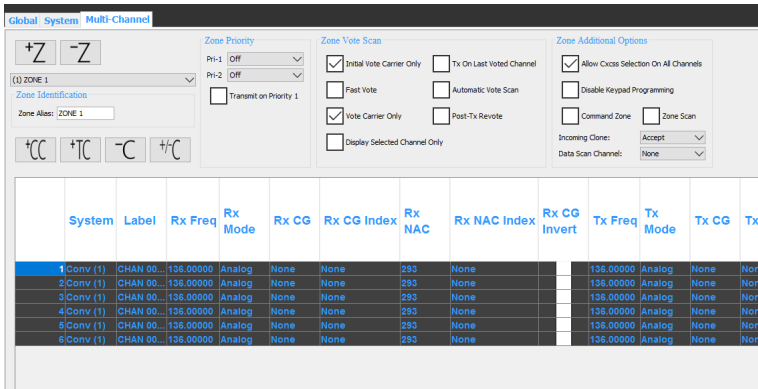 Global System Multi-Channel
+Z -Z
(1) ZONE 1
Zone Identification
Zone Alias: ZONE 1
+CC +TC -C +/-C
Zone Priority
Pri-1 Off
Pri-2 Off
Transmit on Priority 1
Zone Vote Scan
Initial Vote Carrier Only Tx On Last Voted Channel
Fast Vote Automatic Vote Scan
Vote Carrier Only Post-Tx Revote
Display Selected Channel Only
Zone Additional Options
Allow Cxcss Selection On All Channels
Disable Keypad Programming
Command Zone Zone Scan
Incoming Clone: Accept
Data Scan Channel: None
System Label Rx Freq Rx Mode Rx CG Rx CG Index Rx NAC Rx NAC Index Rx CG Invert Tx Freq Tx Mode Tx CG Tx
1 Conv (1) CHAN 00... 136.00000 Analog None None 293 None 136.00000 Analog None Non
2 Conv (1) CHAN 00... 136.00000 Analog None None 293 None 136.00000 Analog None Non
3 Conv (1) CHAN 00... 136.00000 Analog None None 293 None 136.00000 Analog None Non
4 Conv (1) CHAN 00... 136.00000 Analog None None 293 None 136.00000 Analog None Non
5 Conv (1) CHAN 00... 136.00000 Analog None None 293 None 136.00000 Analog None Non
6 Conv (1) CHAN 00... 136.00000 Analog None None 293 None 136.00000 Analog None Non